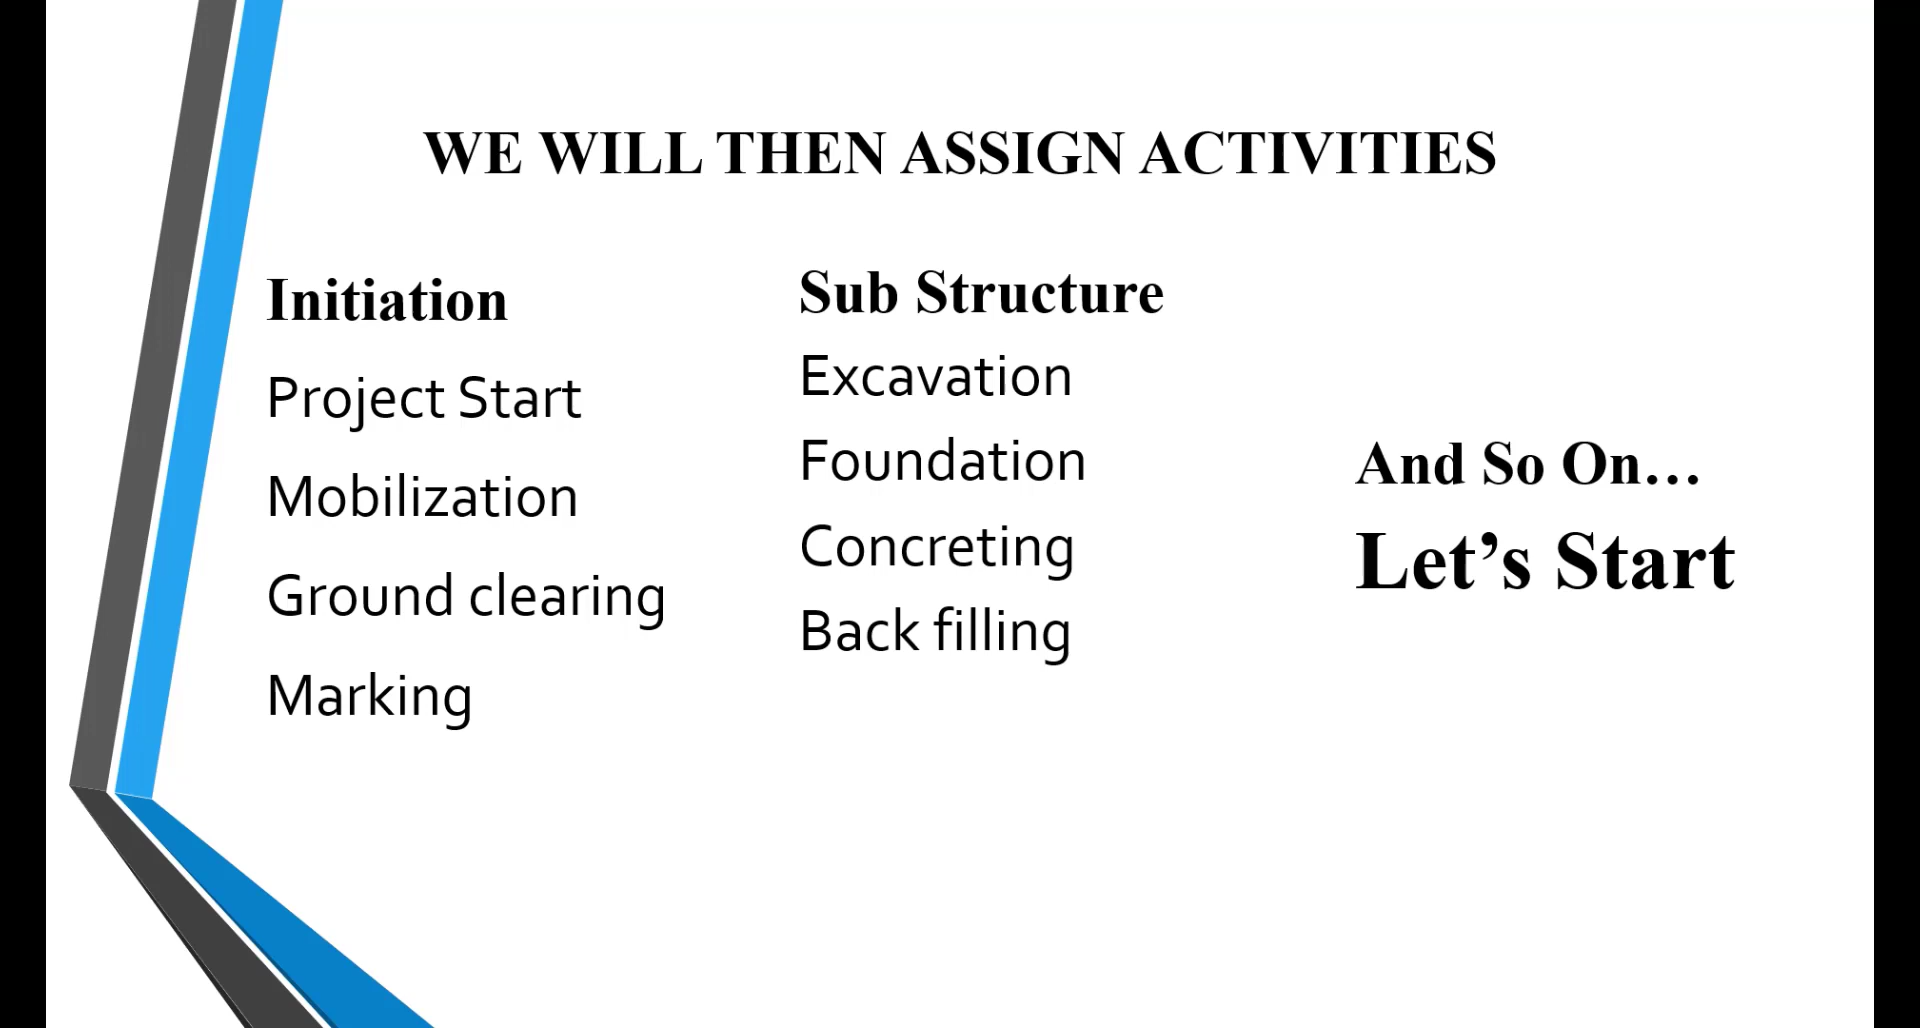 WE WILL THEN ASSIGN ACTIVITIES
Initiation
Project Start
Mobilization
Ground clearing
Marking
Sub Structure
Excavation
Foundation
Concreting
Back filling
And So On…
Let’s Start